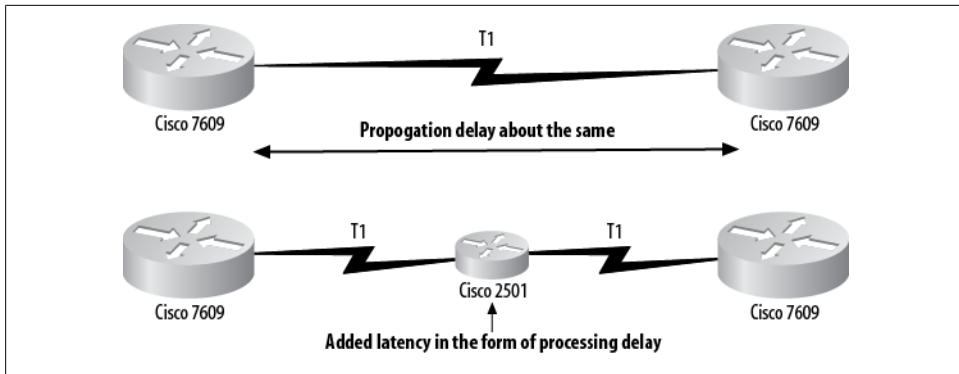 T1
Cisco 7609
Cisco 7609
Propogation delay about the same
T1
T1
Cisco 7609
Cisco 2501
Cisco 7609
Added latency in the form of processing delay